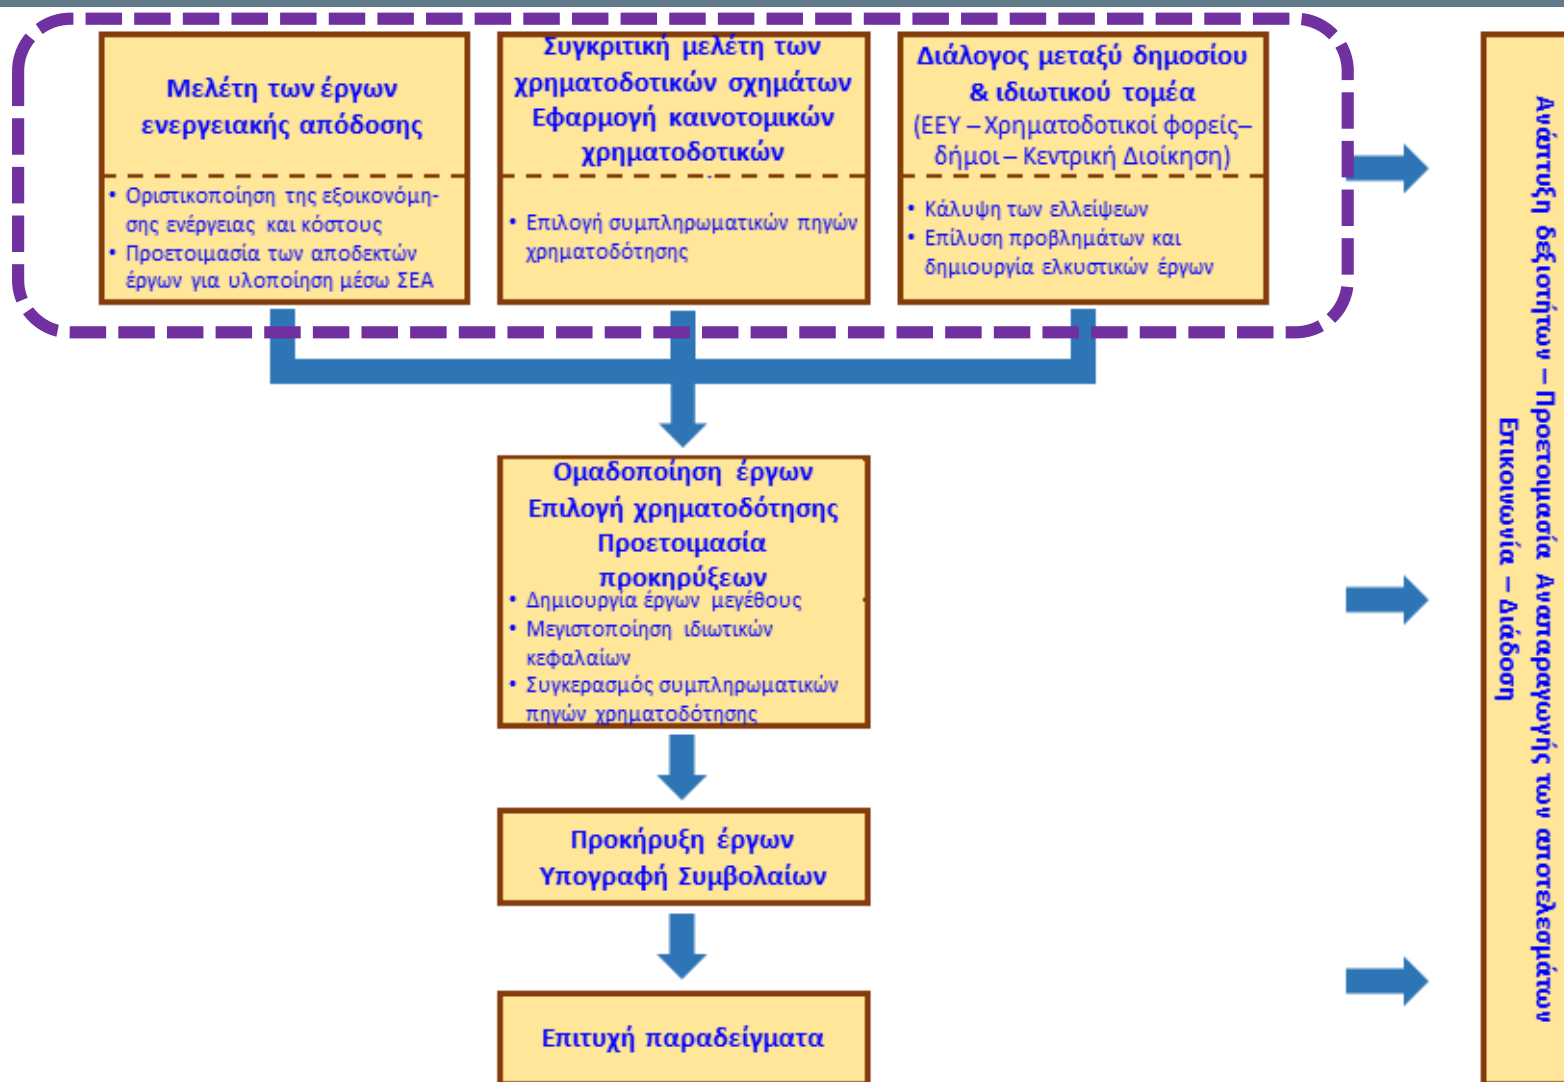 Μελέτη των έργων
ενεργειακής απόδοσης
• Οριστικοποίηση της εξοικονόμη-
σης ενέργειας και κόστους
• Προετοιμασία των αποδεκτών
έργων για υλοποίηση μέσω ΣΕΑ
Συγκριτική μελέτη των
χρηματοδοτικών σχημάτων
Εφαρμογή καινοτομικών
χρηματοδοτικών
• Επιλογή συμπληρωματικών πηγών
χρηματοδότησης
Διάλογος μεταξύ δημοσίου
& ιδιωτικού τομέα
(ΕΕΥ – Χρηματοδοτικοί φορείς–
δήμοι – Κεντρική Διοίκηση)
• Κάλυψη των ελλείψεων
• Επίλυση προβλημάτων και
δημιουργία ελκυστικών έργων
Ομαδοποίηση έργων
Επιλογή χρηματοδότησης
Προετοιμασία
προκηρύξεων
• Δημιουργία έργων μεγέθους
• Μεγιστοποίηση ιδιωτικών
κεφαλαίων
• Συγκερασμός συμπληρωματικών
πηγών χρηματοδότησης
Προκήρυξη έργων
Υπογραφή Συμβολαίων
Επιτυχή παραδείγματα
Ανάπτυξη δεξιοτήτων – Προετοιμασία Αναπαραγωγής των αποτελεσμάτων
Επικοινωνία – Διάδοση